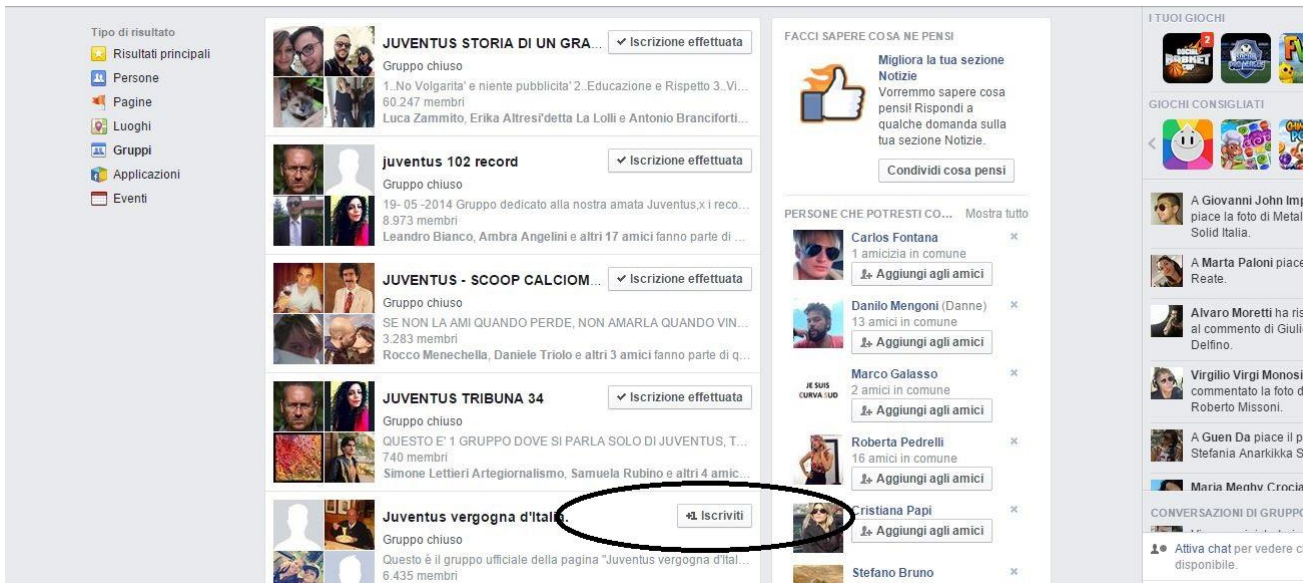 Tipo di risultato
Risultati principali
Persone
Pagine
Luoghi
Gruppi
Applicazioni
Eventi
JUVENTUS STORIA DI UN GRA...
✔ Iscrizione effettuata
Gruppo chiuso
1..No Volgarita' e niente pubblicita' 2..Educazione e Rispetto 3..Vi...
60.247 membri
Luca Zammito, Erika Altresi'detta La Lolli e Antonio Branciforti...
juventus 102 record
✔ Iscrizione effettuata
Gruppo chiuso
19- 05 -2014 Gruppo dedicato alla nostra amata Juventus,x i reco...
8.973 membri
Leandro Bianco, Ambra Angelini e altri 17 amici fanno parte di ...
JUVENTUS - SCOOP CALCIOM...
✔ Iscrizione effettuata
Gruppo chiuso
SE NON LA AMI QUANDO PERDE, NON AMARLA QUANDO VIN...
3.283 membri
Rocco Menechella, Daniele Triolo e altri 3 amici fanno parte di q...
JUVENTUS TRIBUNA 34
✔ Iscrizione effettuata
Gruppo chiuso
QUESTO E' 1 GRUPPO DOVE SI PARLA SOLO DI JUVENTUS, T...
740 membri
Simone Lettieri Artegiornalismo, Samuela Rubino e altri 4 amic...
Juventus vergogna d'Italia.
+1 Iscriviti
Gruppo chiuso
Questo è il gruppo ufficiale della pagina "Juventus vergogna d'Ital...
6.435 membri
FACCI SAPERE COSA NE PENSI
Migliora la tua sezione
Notizie
Vorremmo sapere cosa
pensi! Rispondi a
qualche domanda sulla
tua sezione Notizie.
Condividi cosa pensi
PERSONE CHE POTRESTI CO... Mostra tutto
Carlos Fontana
1 amicizia in comune
Aggiungi agli amici
Danilo Mengoni (Danne)
13 amici in comune
Aggiungi agli amici
JE SUIS
CURVA SUD
Marco Galasso
2 amici in comune
Aggiungi agli amici
Roberta Pedrelli
16 amici in comune
Aggiungi agli amici
Cristiana Papi
Aggiungi agli amici
Stefano Bruno
I TUOI GIOCHI
2
SOCIAL
BASKET
CUP
GIOCHI CONSIGLIATI
A Giovanni John Imp
piace la foto di Metal
Solid Italia.
A Marta Paloni piace
Reate.
Alvaro Moretti ha ris
al commento di Giuli
Delfino.
Virgilio Virgi Monosi
commentato la foto d
Roberto Missoni.
A Guen Da piace il p
Stefania Anarkikka S
Maria Meghy Crocia
CONVERSAZIONI DI GRUPPO
Attiva chat per vedere c
disponibile.